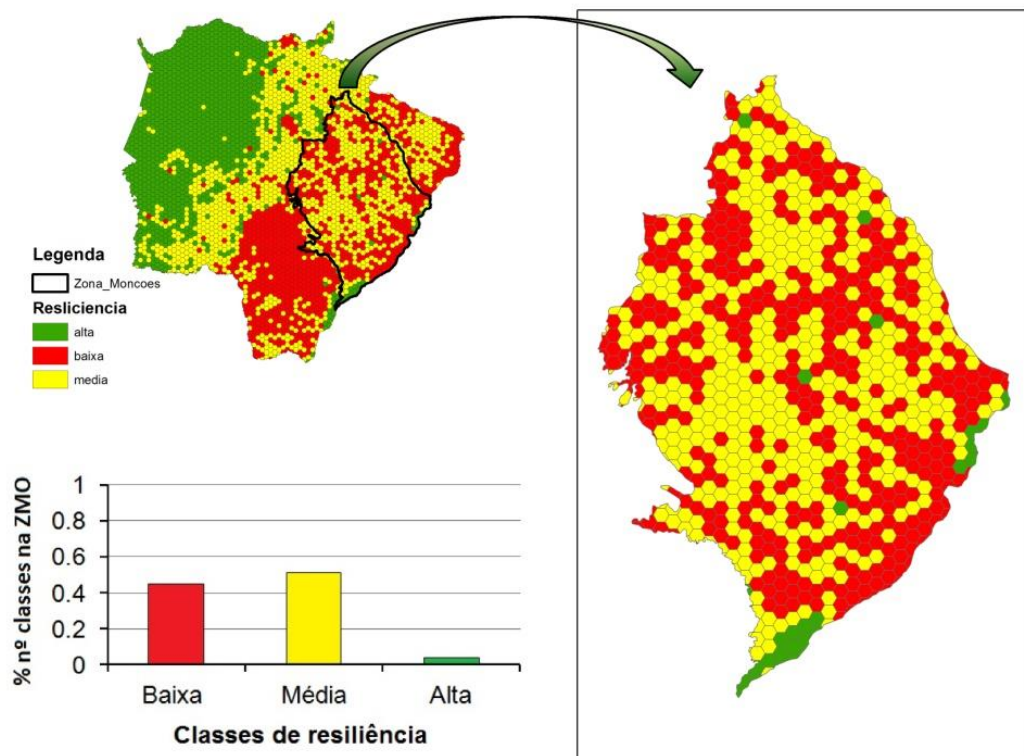 Legenda
Zona_Moncoes
Resliciencia
alta
baixa
media
% nº classes na ZMO
1
0.8
0.6
0.4
0.2
0
Baixa Média Alta
Classes de resiliência